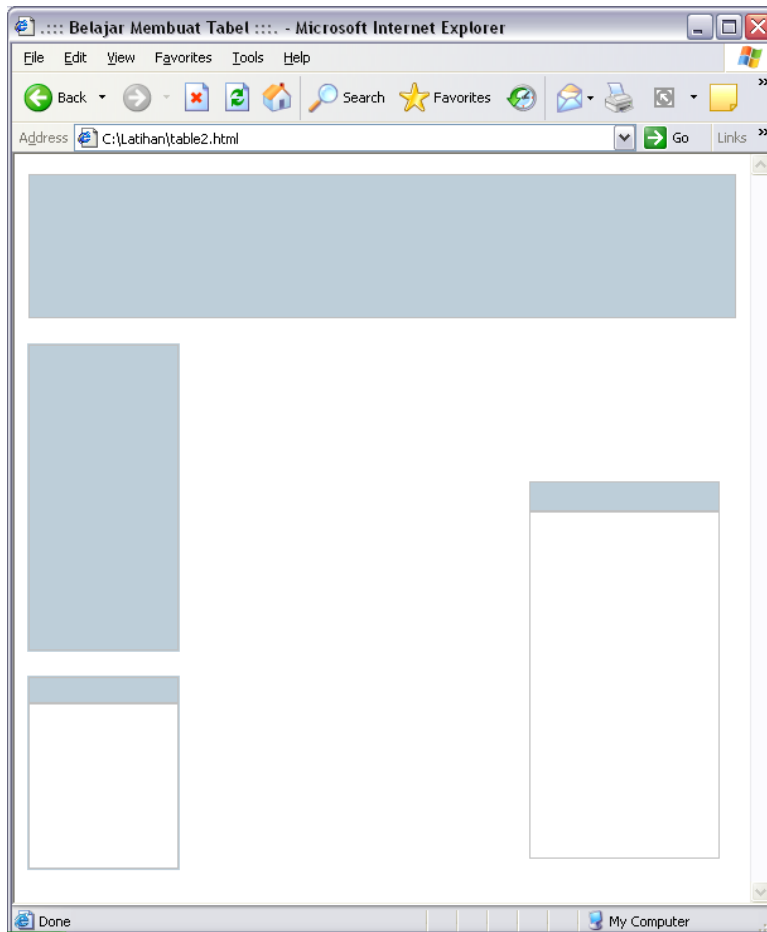 .:::: Belajar Membuat Tabel :::. - Microsoft Internet Explorer
File Edit View Favorites Tools Help
Back Search Favorites »
Address C:\Latihan\table2.html Go Links »
Done My Computer